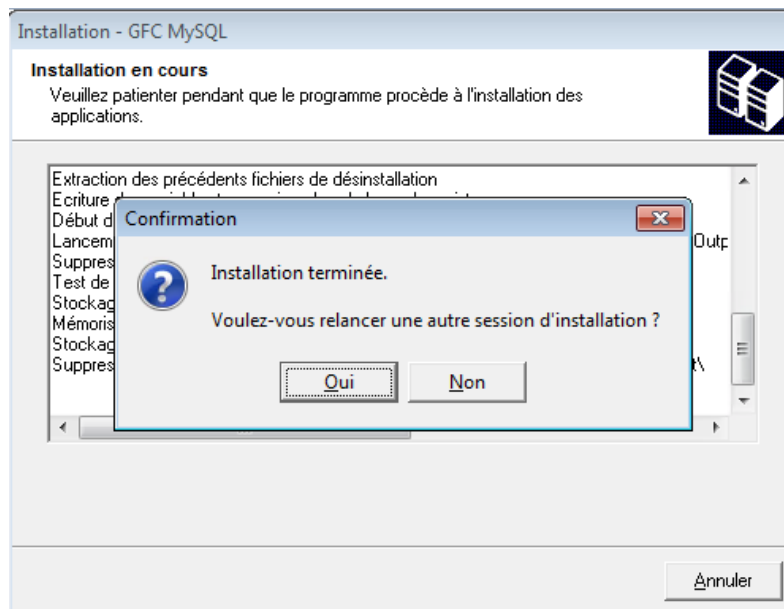 Installation - GFC MySQL
Installation en cours
Veuillez patienter pendant que le programme procède à l'installation des
applications.
Extraction des précédents fichiers de désinstallation
Ecriture
Début d
Confirmation
Lancem
Outp
Suppres
Installation terminée.
Test de
Stockag
Mémoris
Voulez-vous relancer une autre session d'installation ?
Stockag
Suppres
t\
Oui
Non
Annuler